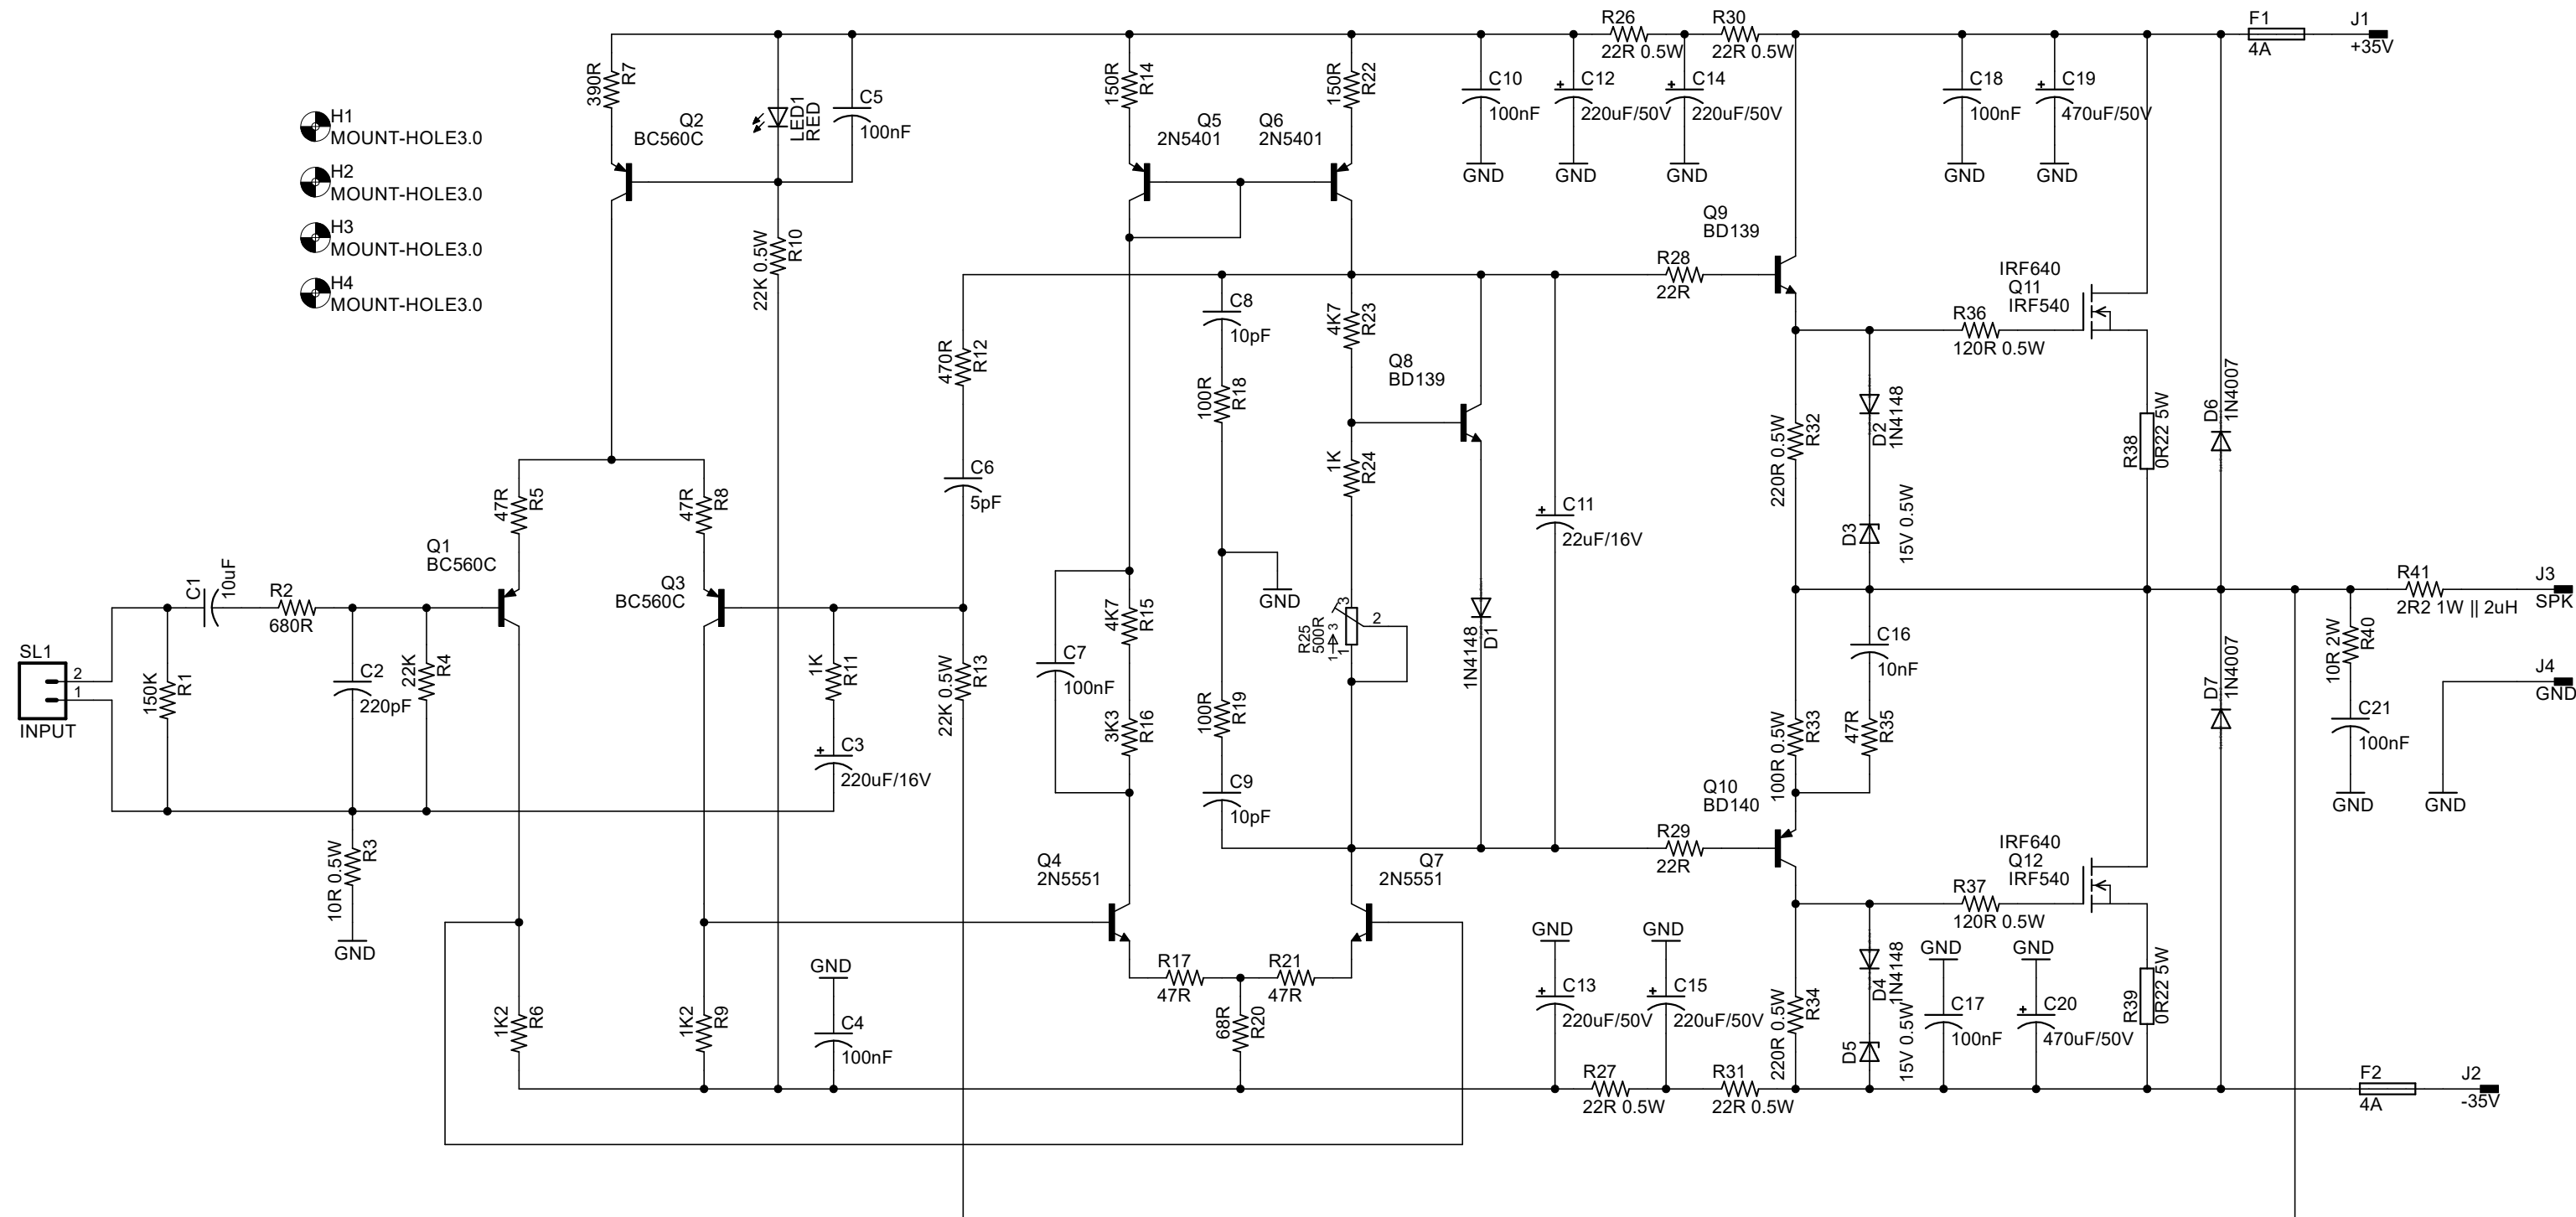 H1
MOUNT-HOLE3.0
H2
MOUNT-HOLE3.0
H3
MOUNT-HOLE3.0
H4
MOUNT-HOLE3.0
390R
R7
Q2
BC560C
LED1
RED
C5
100nF
22K 0.5W
R10
150R
R14
Q5
2N5401
Q6
2N5401
150R
R22
C10
100nF
C12
220uF/50V
R26
22R 0.5W
C14
220uF/50V
R30
22R 0.5W
C18
100nF
C19
470uF/50V
F1
4A
J1
+35V
GND
GND
GND
GND
GND
Q9
BD139
R28
22R
C8
10pF
100R
R18
4K7
R23
Q8
BD139
1K
R24
470R
R12
C6
5pF
IRF640
Q11
IRF540
R36
120R 0.5W
220R 0.5W
R32
D2
1N4148
D3
15V 0.5W
R38
0R22 5W
D6
1N4007
47R
R5
47R
R8
Q1
BC560C
Q3
BC560C
SL1
2
1
INPUT
150K
R1
C1
10uF
R2
680R
C2
220pF
22K
R4
10R 0.5W
R3
GND
1K
R11
C3
220uF/16V
22K 0.5W
R13
C7
100nF
4K7
R15
3K3
R16
GND
100R
R19
C9
10pF
R25
500R
1
3
3
2
1
1N4148
D1
C11
22uF/16V
C16
10nF
100R 0.5W
R33
47R
R35
D7
1N4007
R41
2R2 1W || 2uH
J3
SPK
10R 2W
R40
C21
100nF
GND
J4
GND
GND
Q10
BD140
R29
22R
Q4
2N5551
Q7
2N5551
R17
47R
R21
47R
68R
R20
1K2
R6
1K2
R9
GND
C4
100nF
GND
C13
220uF/50V
GND
C15
220uF/50V
R27
22R 0.5W
R31
22R 0.5W
220R 0.5W
R34
IRF640
Q12
IRF540
R37
120R 0.5W
D4
1N4148
D5
15V 0.5W
GND
C17
100nF
GND
C20
470uF/50V
R39
0R22 5W
F2
4A
J2
-35V